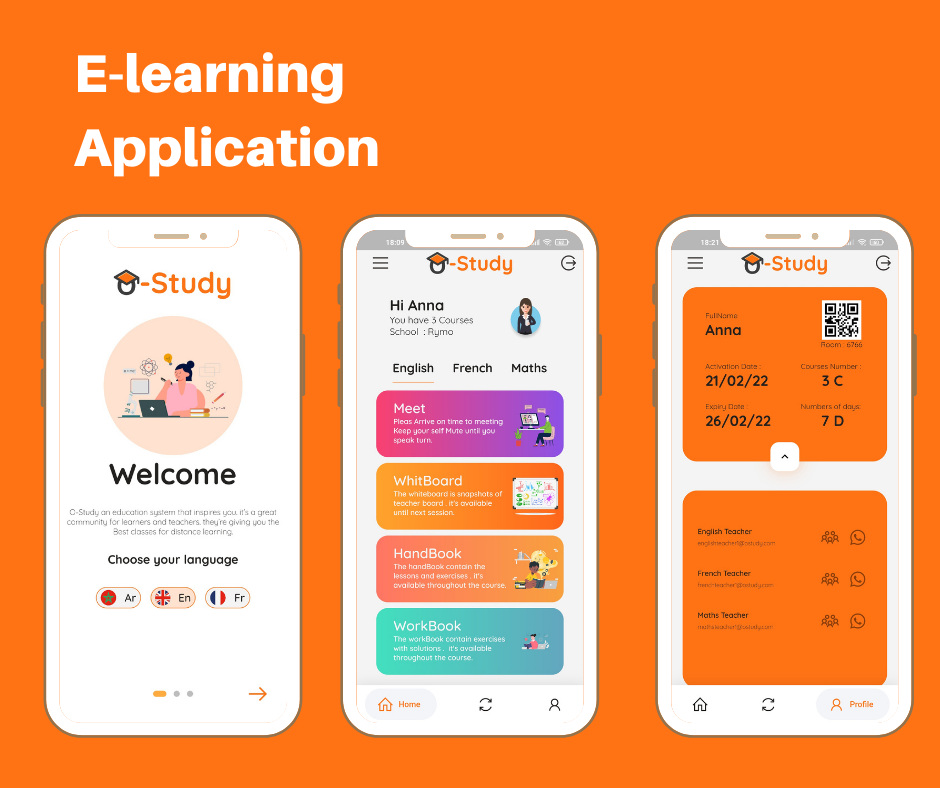 E-learning
Application
O-Study
Welcome
O-Study an education system that inspires you, it's a great
community for learners and teachers, they're giving you the
Best classes for distance learning.
Choose your language
Ar
En
Fr
18:09
O-Study
Hi Anna
You have 3 Courses
School : Rymo
English French Maths
Meet
Pleas Arrive on time to meeting
Keep your self Mute until you
speak turn.
WhitBoard
The whiteboard is snapshots of
teacher board . it's available
until next session.
HandBook
The handBook contain the
lessons and exercises . it's
available throughout the course.
WorkBook
The workBook contain exercises
with solutions . it's available
throughout the course.
Home
18:21
O-Study
FullName
Anna
Room : 6766
Activation Date : Courses Number :
21/02/22 3 C
Expiry Date : Numbers of days:
26/02/22 7 D
English Teacher
englishteacher1@ostudy.com
French Teacher
frenchteacher1@ostudy.com
Maths Teacher
mathsteacher1@ostudy.com
Profile